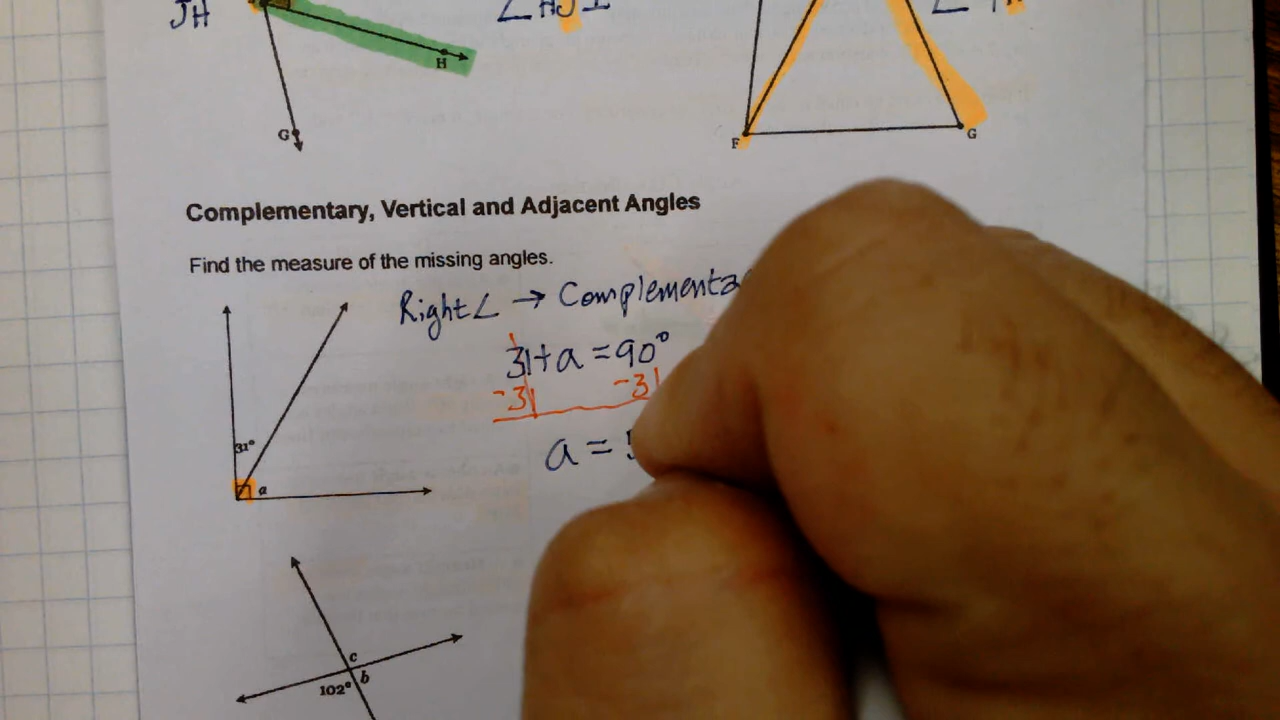 JH
∠HJI
H
G
F
G
Complementary, Vertical and Adjacent Angles
Find the measure of the missing angles.
Right∠ → Complementa
31+a=90°
-31 -31
a =
31°
a
c
b
102°